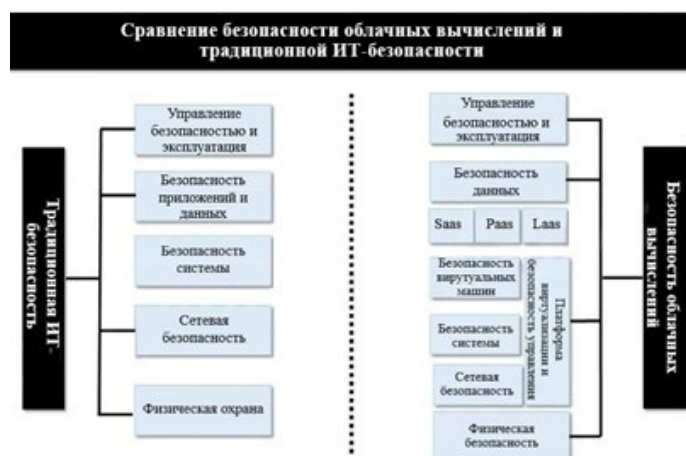 Сравнение безопасности облачных вычислений и
традиционной ИТ-безопасности
Традиционная ИТ-
безопасность
Управление
безопасностью и
эксплуатация
Безопасность
приложений и
данных
Безопасность
системы
Сетевая
безопасность
Физическая охрана
Управление
безопасностью и
эксплуатация
Безопасность
данных
Saas
Paas
Laas
Безопасность
вирутуальных
машин
Безопасность
системы
Сетевая
безопасность
Платформа
виртуализации и
безопасность управления
Физическая
безопасность
Безопасность облачных
вычислений